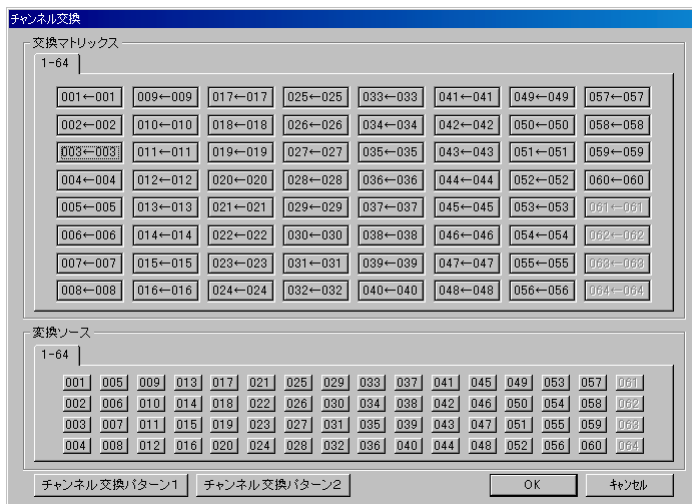 チャンネル交換
交換マトリックス
1-64
001←001 009←009 017←017 025←025 033←033 041←041 049←049 057←057
002←002 010←010 018←018 026←026 034←034 042←042 050←050 058←058
003←003 011←011 019←019 027←027 035←035 043←043 051←051 059←059
004←004 012←012 020←020 028←028 036←036 044←044 052←052 060←060
005←005 013←013 021←021 029←029 037←037 045←045 053←053 061←061
006←006 014←014 022←022 030←030 038←038 046←046 054←054 062←062
007←007 015←015 023←023 031←031 039←039 047←047 055←055 063←063
008←008 016←016 024←024 032←032 040←040 048←048 056←056 064←064
変換ソース
1-64
001 005 009 013 017 021 025 029 033 037 041 045 049 053 057 061
002 006 010 014 018 022 026 030 034 038 042 046 050 054 058 062
003 007 011 015 019 023 027 031 035 039 043 047 051 055 059 063
004 008 012 016 020 024 028 032 036 040 044 048 052 056 060 064
チャンネル交換パターン1 チャンネル交換パターン2 OK キャンセル